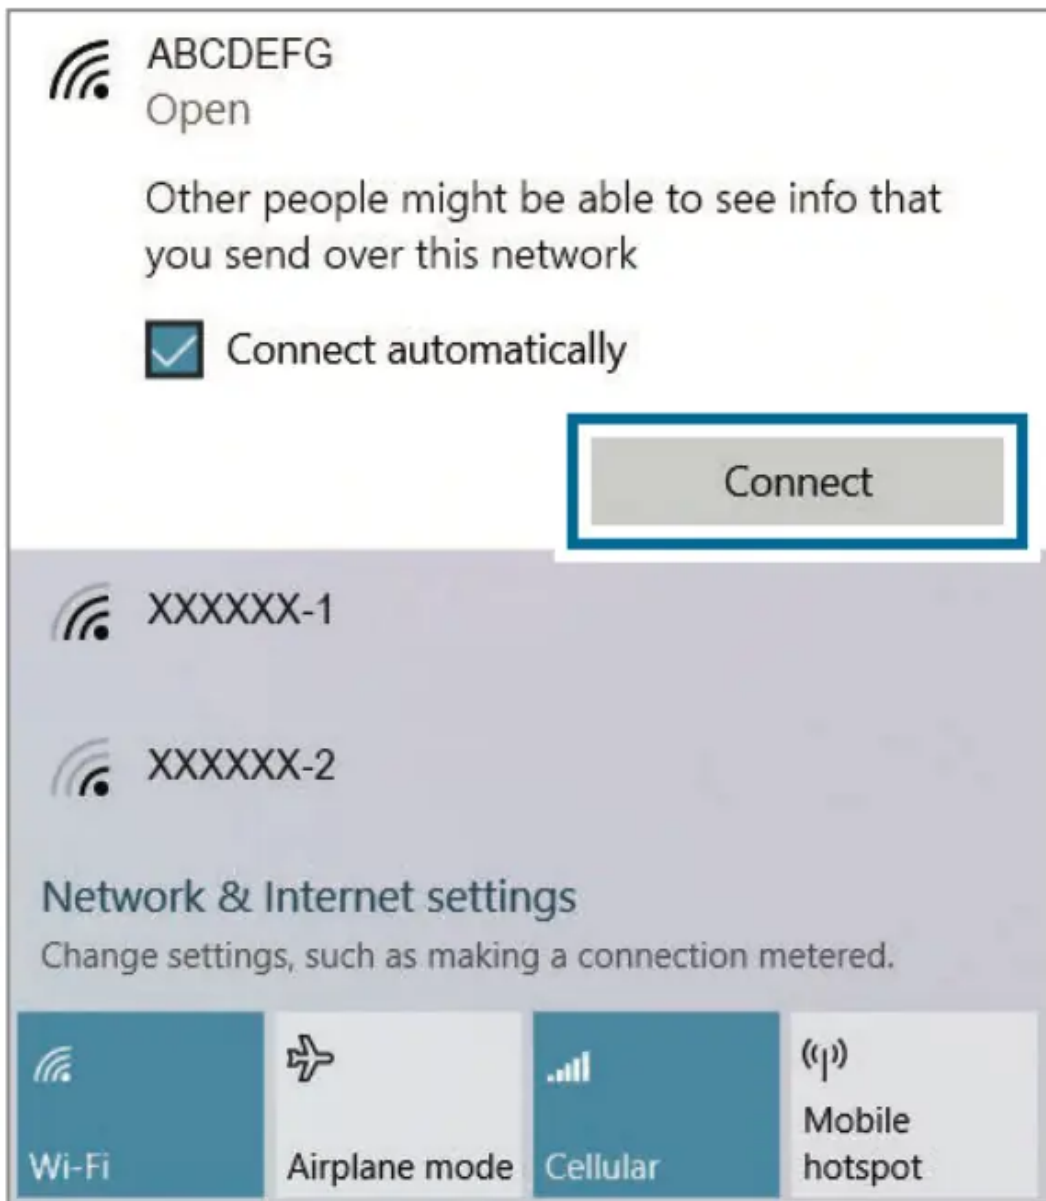 ABCDEFG
Open
Other people might be able to see info that
you send over this network
Connect automatically
Connect
XXXXXX-1
XXXXXX-2
Network & Internet settings
Change settings, such as making a connection metered.
Wi-Fi
Airplane mode
Cellular
Mobile
hotspot